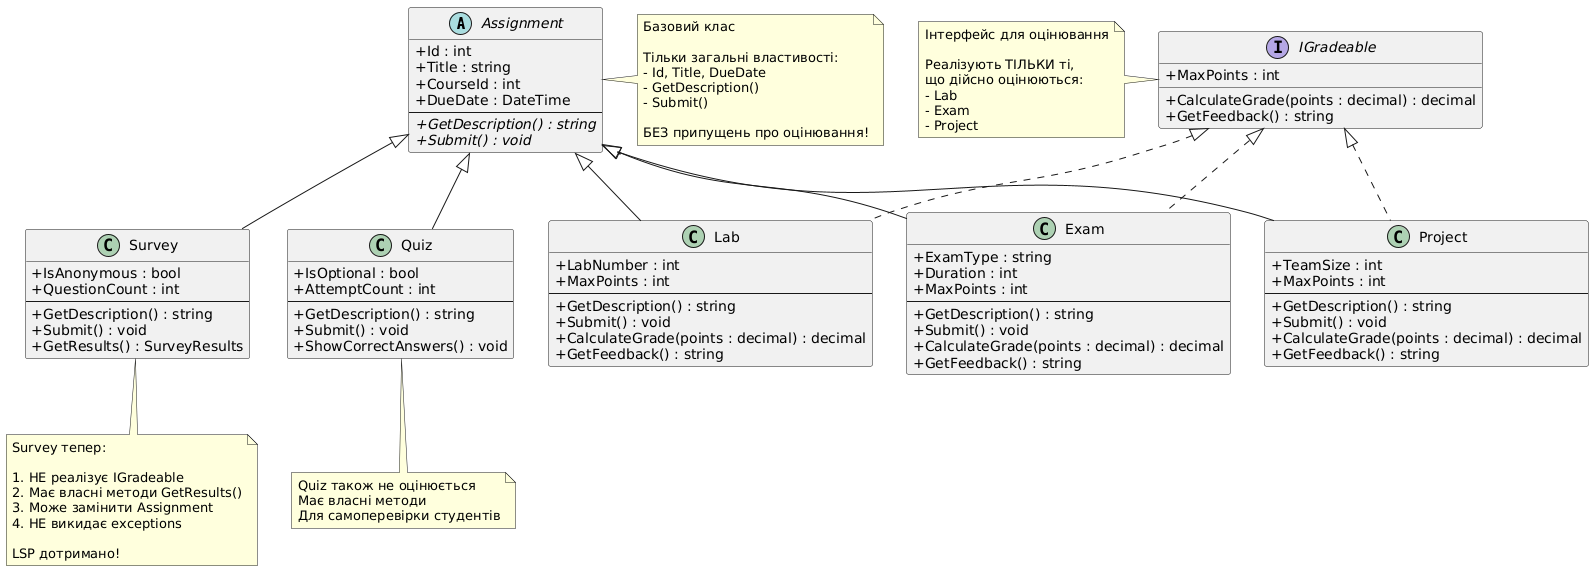 A Assignment
+Id : int
+Title : string
+CourseId : int
+DueDate : DateTime
+GetDescription() : string
+Submit() : void
Базовий клас
Тільки загальні властивості:
- Id, Title, DueDate
- GetDescription()
- Submit()
БЕЗ припущень про оцінювання!
Інтерфейс для оцінювання
Реалізують ТІЛЬКИ ті,
що дійсно оцінюються:
- Lab
- Exam
- Project
I IGradeable
+MaxPoints : int
+CalculateGrade(points : decimal) : decimal
+GetFeedback() : string
C Survey
+IsAnonymous : bool
+QuestionCount : int
+GetDescription() : string
+Submit() : void
+GetResults() : SurveyResults
C Quiz
+IsOptional : bool
+AttemptCount : int
+GetDescription() : string
+Submit() : void
+ShowCorrectAnswers() : void
C Lab
+LabNumber : int
+MaxPoints : int
+GetDescription() : string
+Submit() : void
+CalculateGrade(points : decimal) : decimal
+GetFeedback() : string
C Exam
+ExamType : string
+Duration : int
+MaxPoints : int
+GetDescription() : string
+Submit() : void
+CalculateGrade(points : decimal) : decimal
+GetFeedback() : string
C Project
+TeamSize : int
+MaxPoints : int
+GetDescription() : string
+Submit() : void
+CalculateGrade(points : decimal) : decimal
+GetFeedback() : string
Survey тепер:
1. НЕ реалізує IGradeable
2. Має власні методи GetResults()
3. Може замінити Assignment
4. НЕ викидає exceptions
LSP дотримано!
Quiz також не оцінюється
Має власні методи
Для самоперевірки студентів